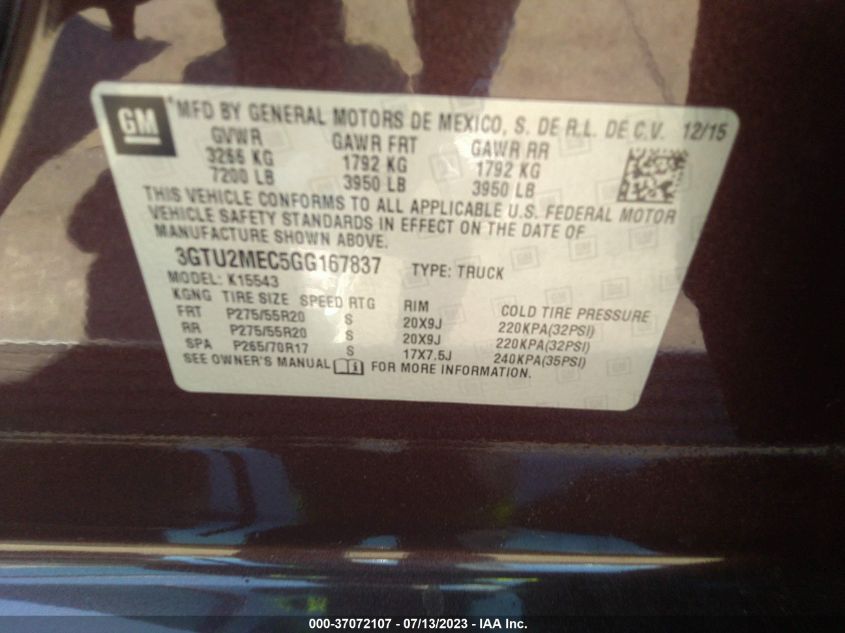 GM
*MFD BY GENERAL MOTORS DE MEXICO, S. DE R.L. DE C.V. 12/15
GVWR GAWR FRT GAWR RR
3266 KG 1792 KG 1792 KG
7200 LB 3950 LB 3950 LB
THIS VEHICLE CONFORMS TO ALL APPLICABLE U.S. FEDERAL MOTOR
VEHICLE SAFETY STANDARDS IN EFFECT ON THE DATE OF
MANUFACTURE SHOWN ABOVE.
3GTU2MEC5GG167837 TYPE: TRUCK
MODEL: K15543
KGNG TIRE SIZE SPEED RTG RIM COLD TIRE PRESSURE
FRT P275/55R20 S 20X9J 220KPA(32PSI)
RR P275/55R20 S 20X9J 220KPA(32PSI)
SPA P265/70R17 S 17X7.5J 240KPA(35PSI)
SEE OWNER'S MANUAL FOR MORE INFORMATION.
000-37072107 - 07/13/2023 - IAA Inc.